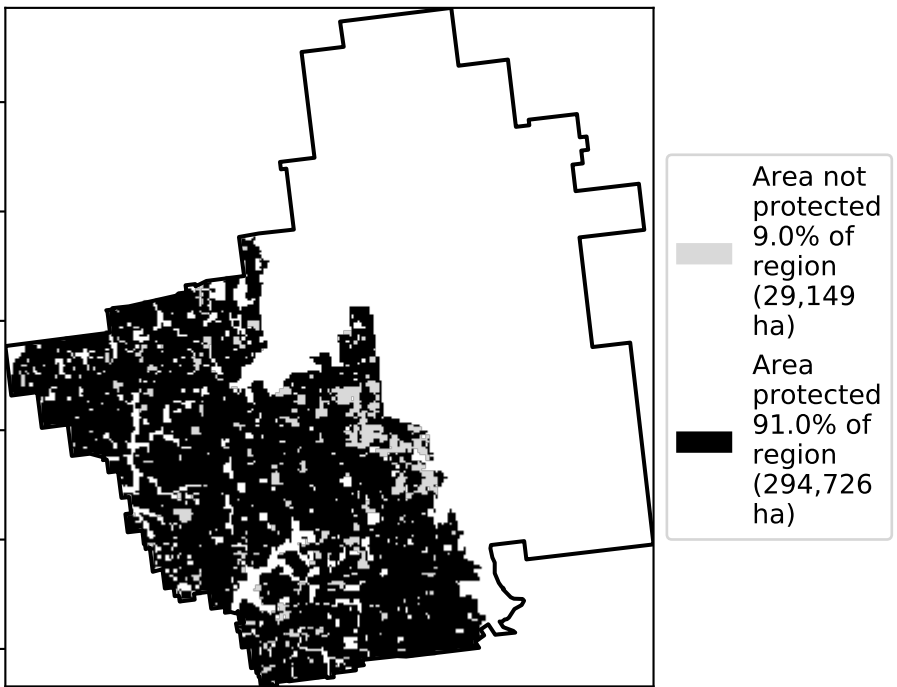 Area not
protected
9.0% of
region
(29,149
ha)
Area
protected
91.0% of
region
(294,726
ha)